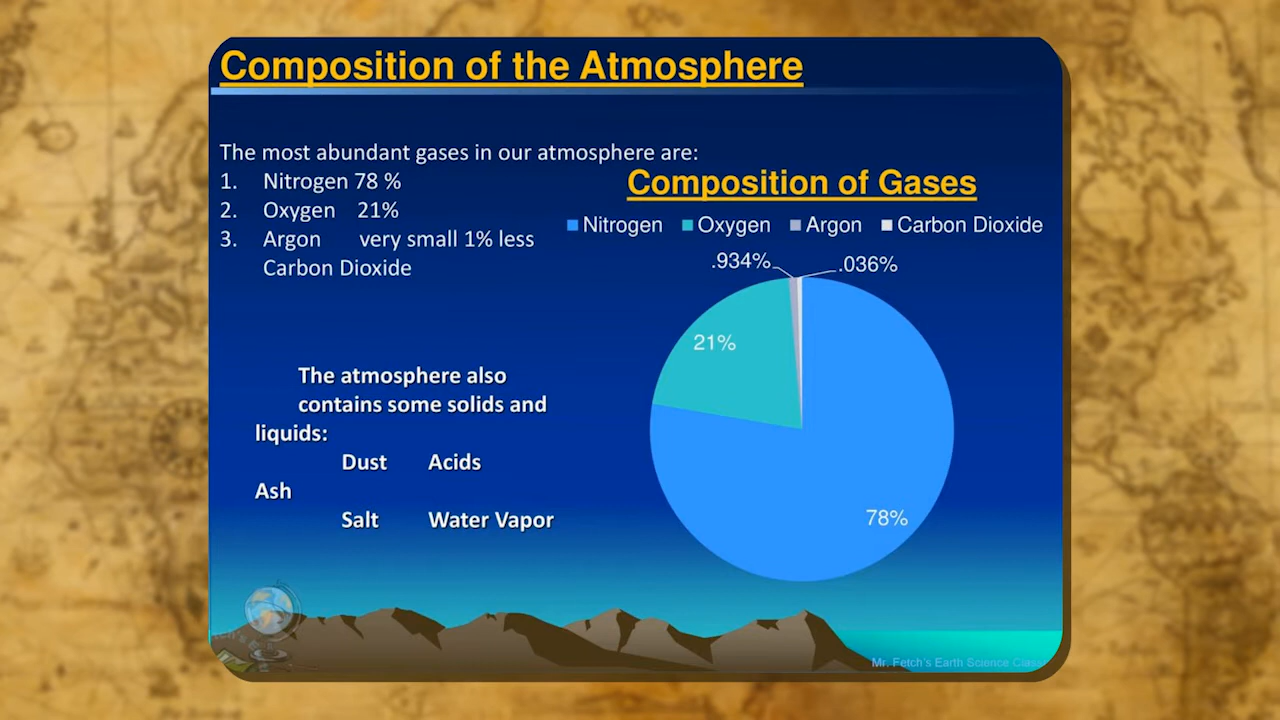 Composition of the Atmosphere
The most abundant gases in our atmosphere are:
1. Nitrogen 78 %
2. Oxygen 21%
3. Argon very small 1% less
Carbon Dioxide
The atmosphere also
contains some solids and
liquids:
Dust Acids
Ash
Salt Water Vapor
Composition of Gases
Nitrogen Oxygen Argon Carbon Dioxide
.934% .036%
21%
78%
Mr. Fetch's Earth Science Class